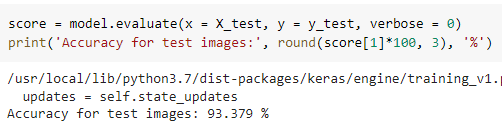 score = model.evaluate(x = X_test, y = y_test, verbose = 0)
print('Accuracy for test images:', round(score[1]*100, 3), '%')
/usr/local/lib/python3.7/dist-packages/keras/engine/training_v1.
updates = self.state_updates
Accuracy for test images: 93.379 %